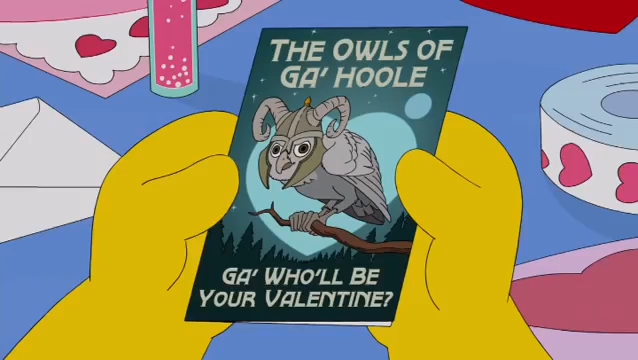 THE OWLS OF
GA' HOOLE
GA' WHO'LL BE
YOUR VALENTINE?